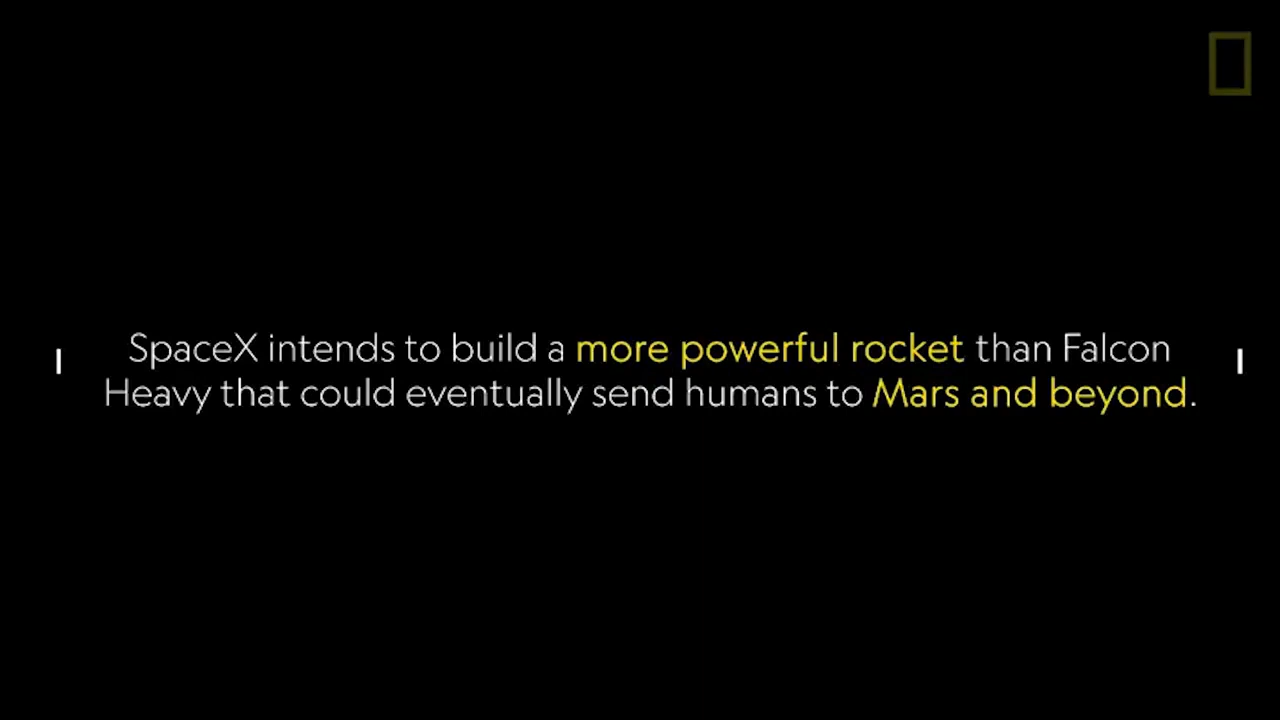 SpaceX intends to build a more powerful rocket than Falcon
Heavy that could eventually send humans to Mars and beyond.